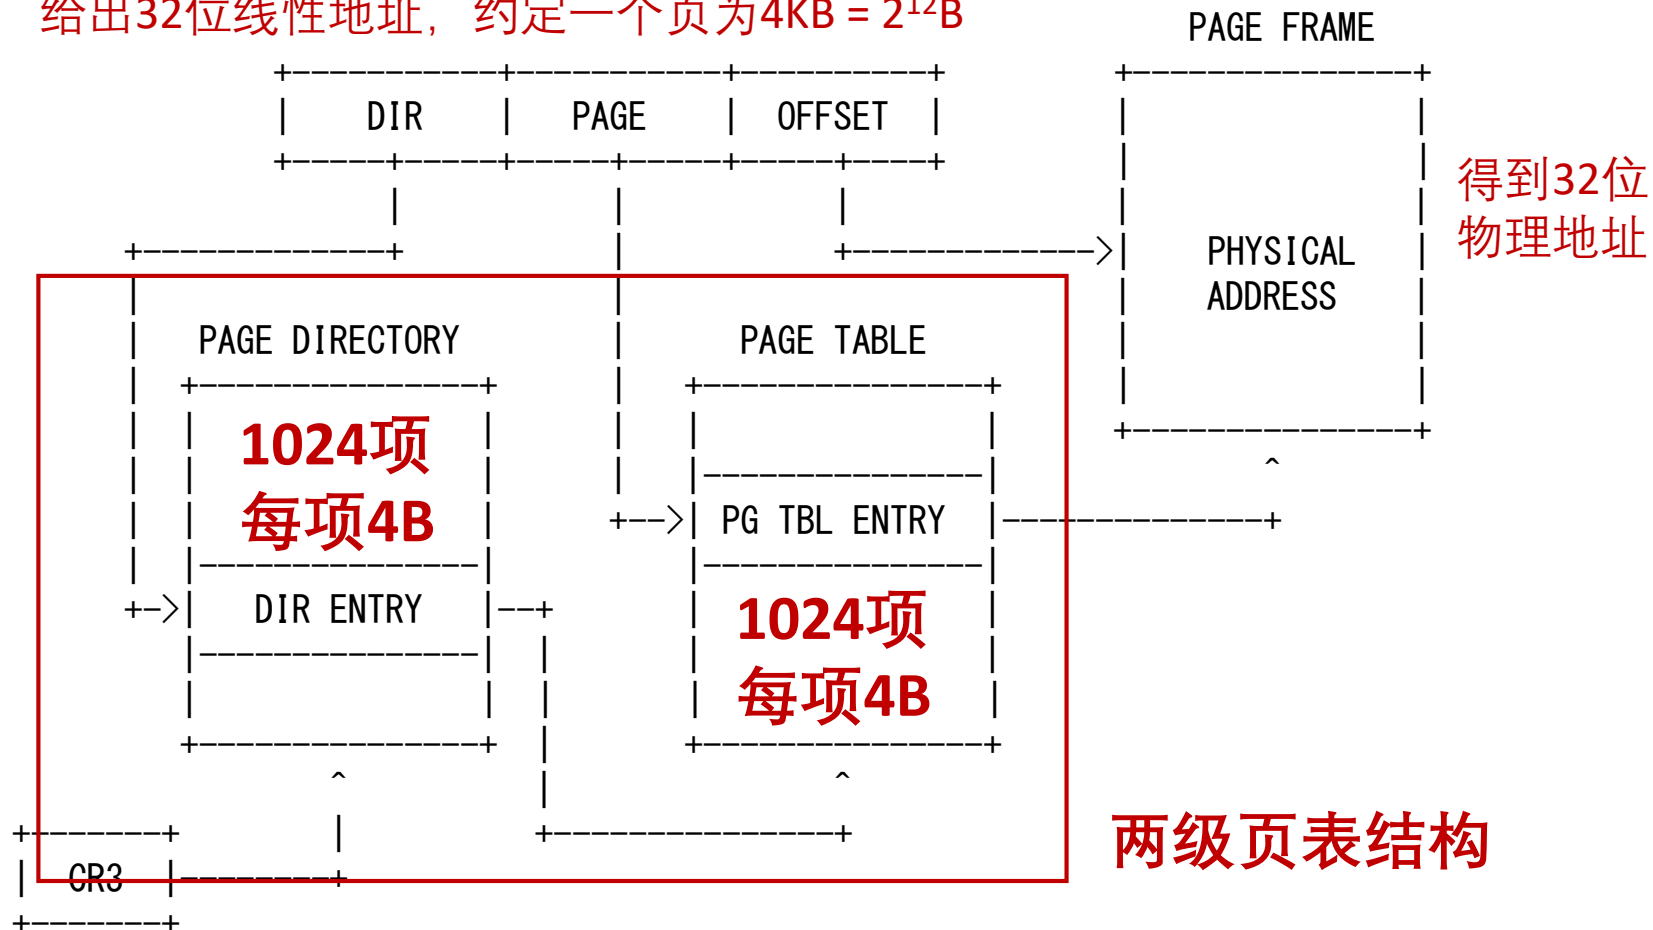 给出32位线性地址，约定一个页为4KB = 2¹²B
PAGE FRAME
DIR
PAGE
OFFSET
得到32位
物理地址
PHYSICAL
ADDRESS
PAGE DIRECTORY
PAGE TABLE
1024项
每项4B
PG TBL ENTRY
DIR ENTRY
1024项
每项4B
两级页表结构
CR3